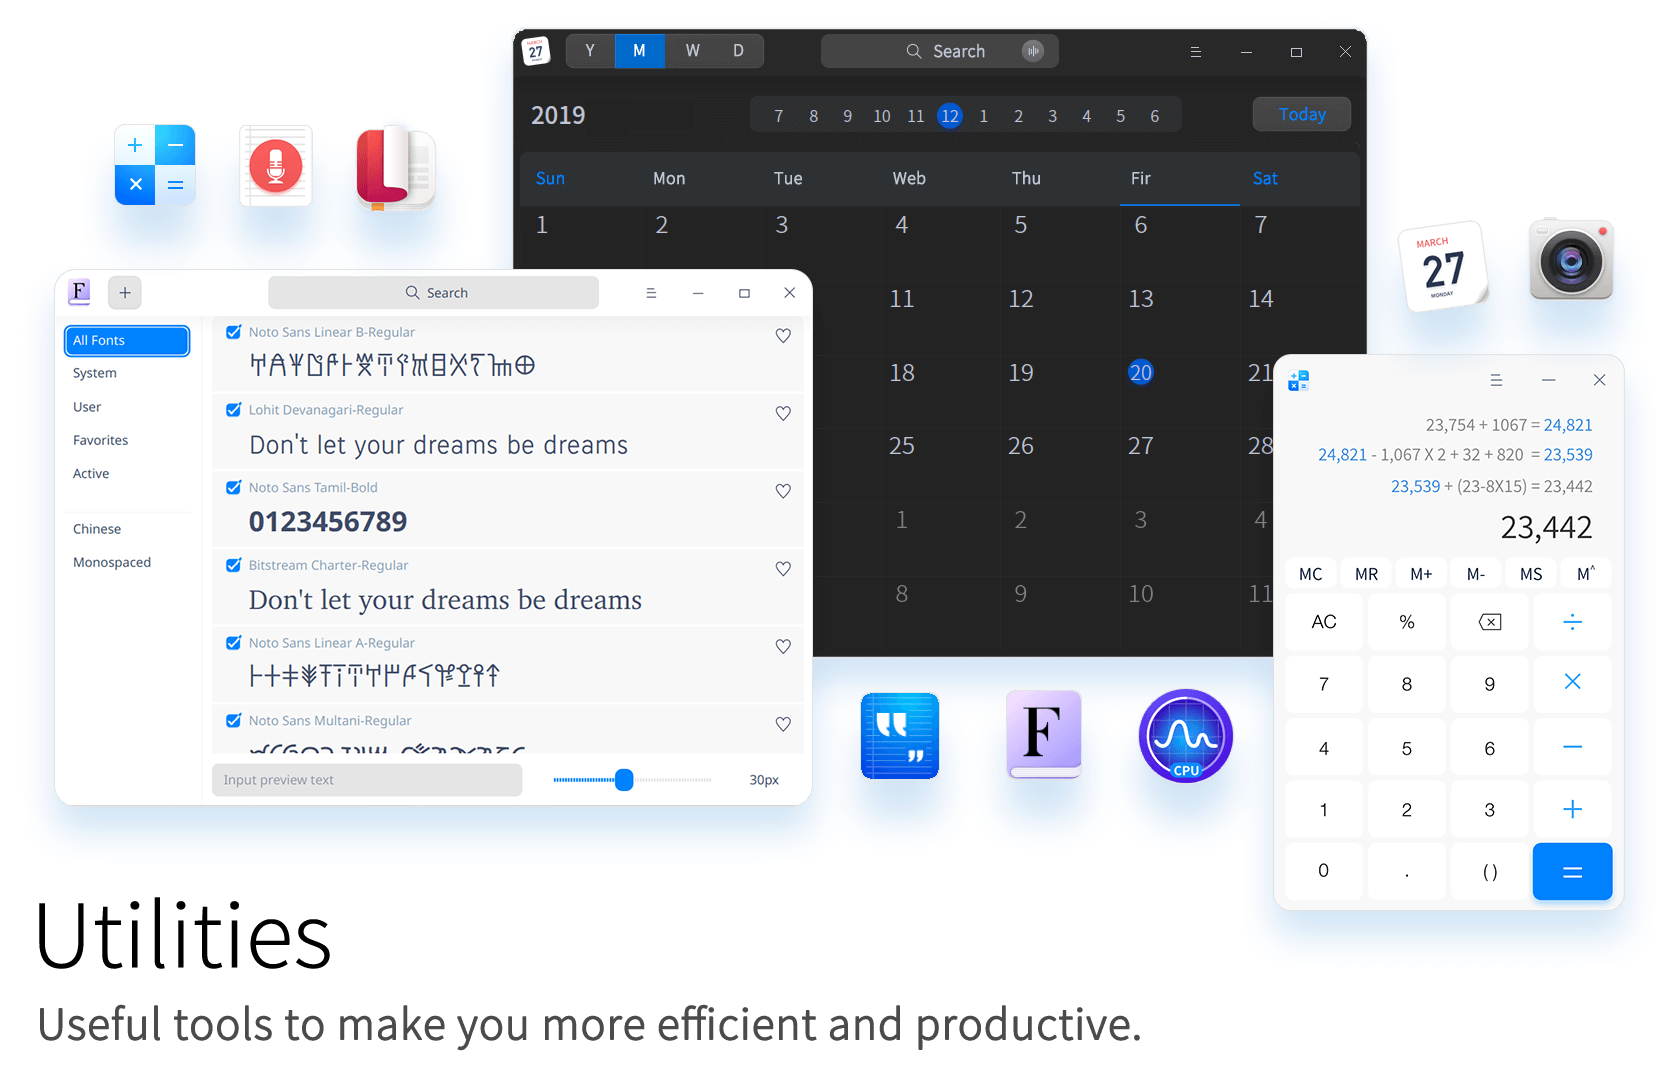 MARCH
27
MONDAY
Y M W D
Search
2019
7 8 9 10 11 12 1 2 3 4 5 6
Today
Sun Mon Tue Web Thu Fir Sat
1 2 3 4 5 6 7
11 12 13 14
18 19 20 21
25 26 27 28
1 2 3 4
8 9 10 11
MARCH
27
MONDAY
F
+
Search
All Fonts
System
User
Favorites
Active
Chinese
Monospaced
Noto Sans Linear B-Regular
Lohit Devanagari-Regular
Don't let your dreams be dreams
Noto Sans Tamil-Bold
0123456789
Bitstream Charter-Regular
Don't let your dreams be dreams
Noto Sans Linear A-Regular
Noto Sans Multani-Regular
Input preview text
30px
F
CPU
23,754 + 1067 = 24,821
24,821 - 1,067 X 2 + 32 + 820 = 23,539
23,539 + (23-8X15) = 23,442
23,442
MC MR M+ M- MS M^
AC % ÷
7 8 9 ×
4 5 6 −
1 2 3 +
0 . () =
Utilities
Useful tools to make you more efficient and productive.